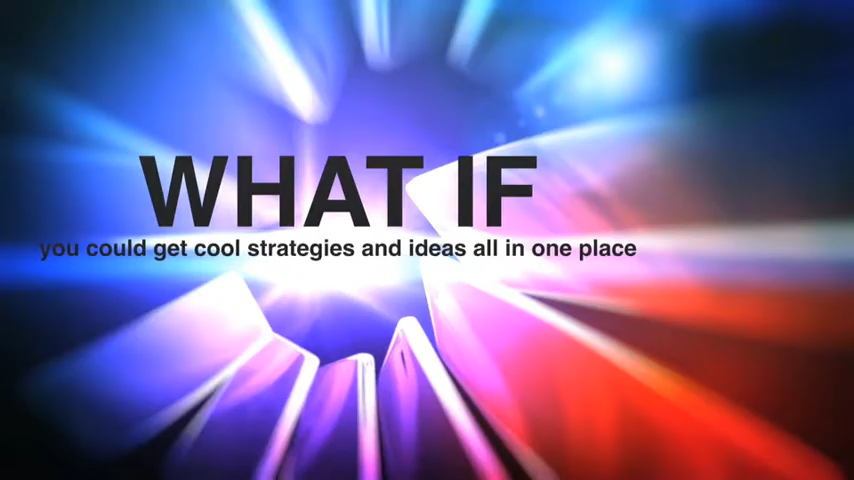 WHAT IF
you could get cool strategies and ideas all in one place